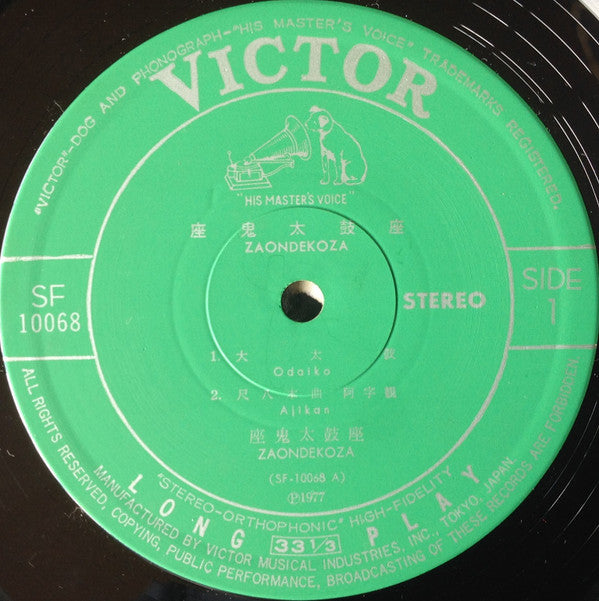 "VICTOR"-DOG AND PHONOGRAPH-"HIS MASTER'S VOICE" TRADEMARKS REGISTERED.
VICTOR
"HIS MASTER'S VOICE"
座鬼太鼓座
ZAONDEKOZA
SF
10068
STEREO
SIDE
1
1. 大太鼓
Odaiko
2. 尺八本曲 阿字観
Ajikan
座鬼太鼓座
ZAONDEKOZA
(SF-10068 A)
Ⓟ1977
"STEREO-ORTHOPHONIC" HIGH-FIDELITY
LONG 33 1/3 PLAY
MANUFACTURED BY VICTOR MUSICAL INDUSTRIES, INC., TOKYO, JAPAN.
ALL RIGHTS RESERVED, COPYING, PUBLIC PERFORMANCE, BROADCASTING OF THESE RECORDS ARE FORBIDDEN